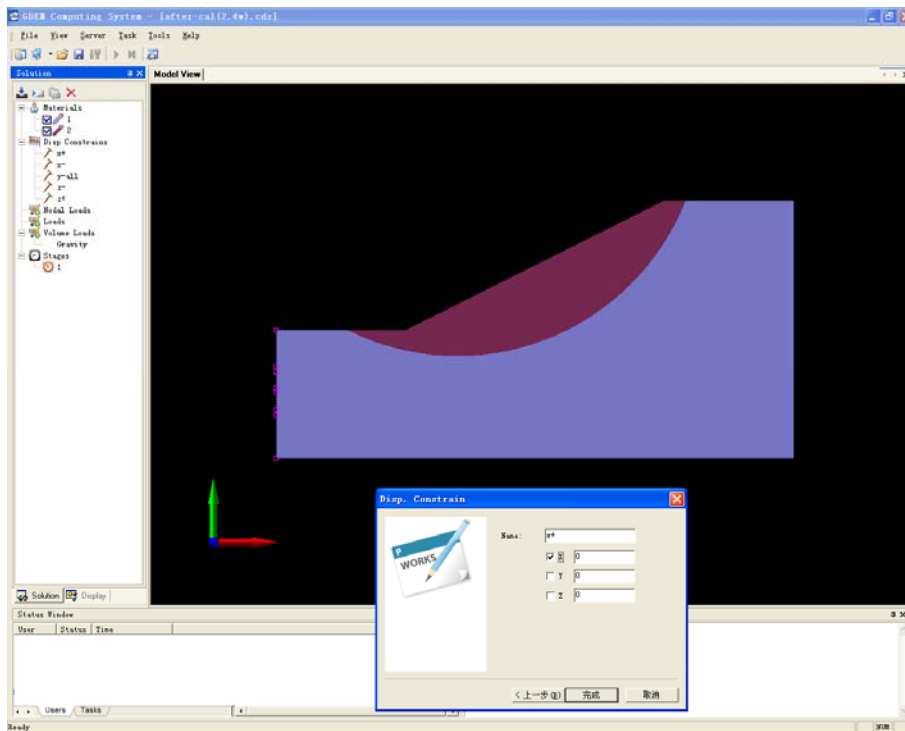 GDEM Computing System - [after-cal(2,4w).cds]
File View Server Task Tools Help
Solution
Model View
Materials
1
2
Disp Constrains
x+
x-
y-all
z-
z+
Nodal Loads
Loads
Volume Loads
Gravity
Stages
1
Disp. Constrain
P
WORKS
Name: x+
X 0
Y 0
Z 0
<上一步(B) 完成 取消
Solution Display
Status Window
User Status Time
Users Tasks
Ready
NUM